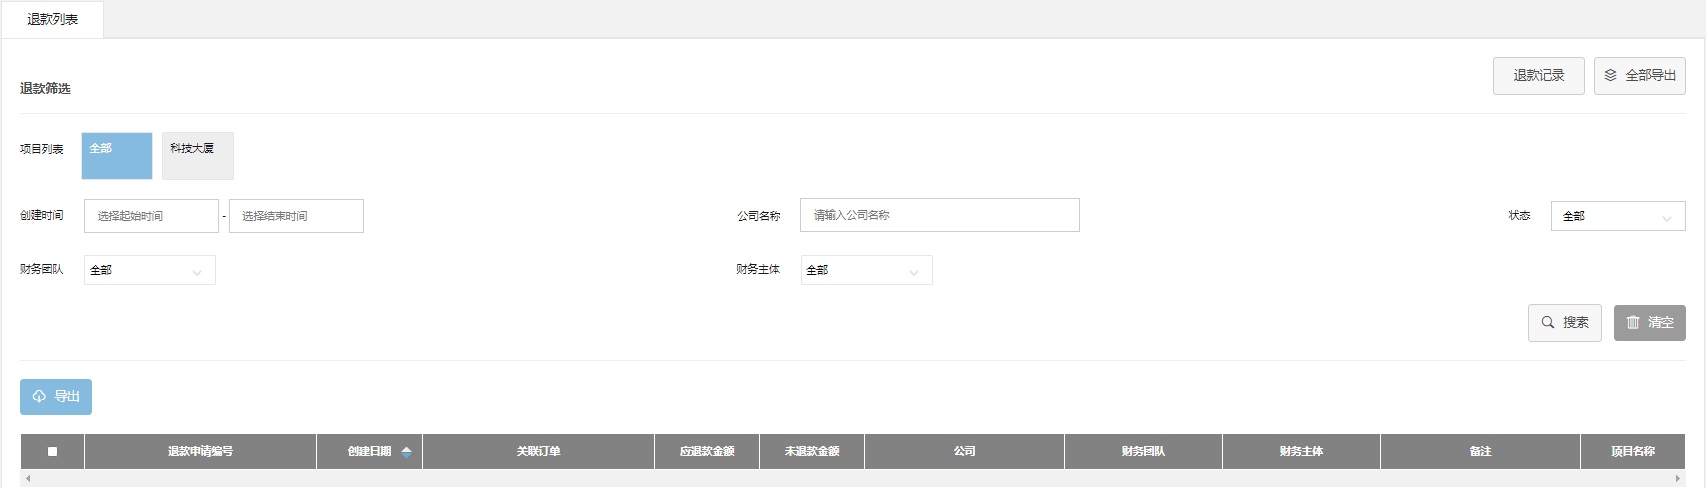 退款列表
退款筛选 退款记录 全部导出
项目列表 全部 科技大厦
创建时间 选择起始时间 - 选择结束时间 公司名称 请输入公司名称 状态 全部
财务团队 全部 财务主体 全部
搜索 清空
导出
退款申请编号 创建日期 关联订单 应退款金额 未退款金额 公司 财务团队 财务主体 备注 项目名称